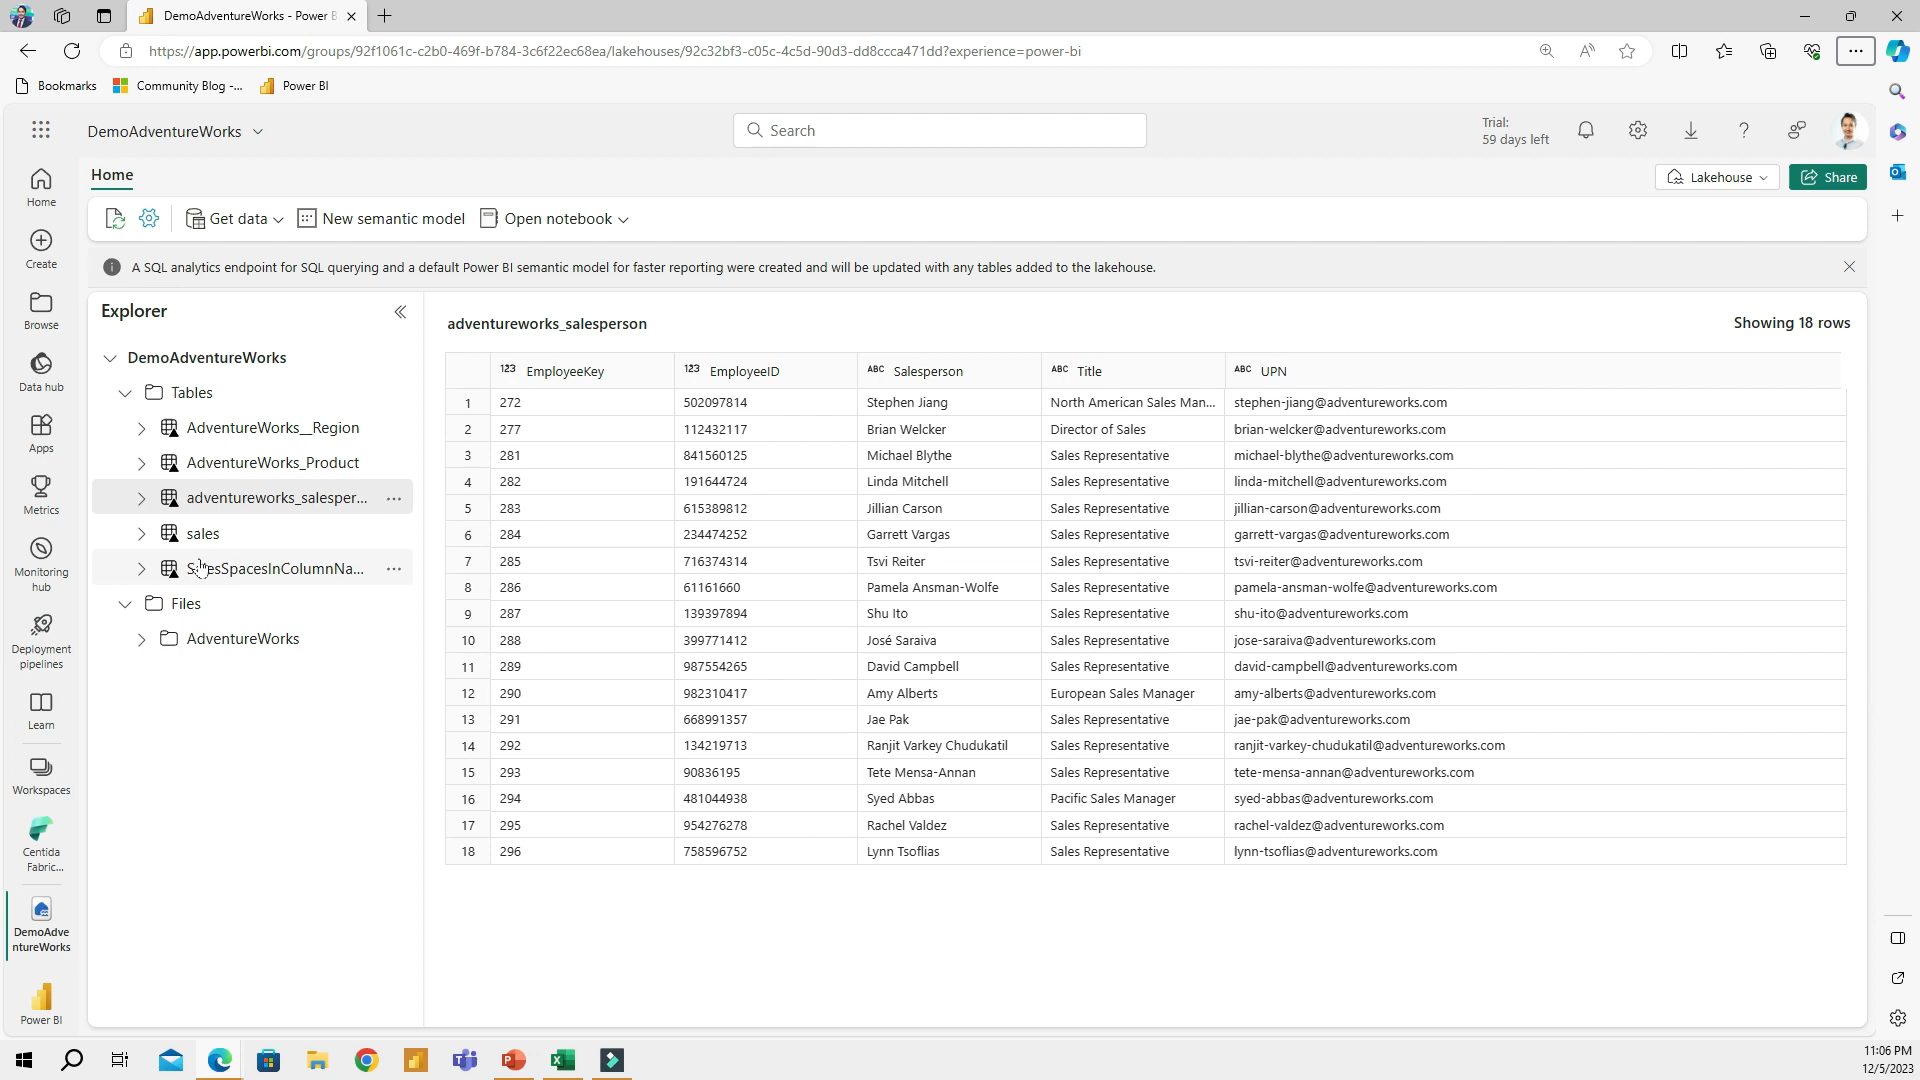 DemoAdventureWorks - Power B
https://app.powerbi.com/groups/92f1061c-c2b0-469f-b784-3c6f22ec68ea/lakehouses/92c32bf3-c05c-4c5d-90d3-dd8ccca471dd?experience=power-bi
Bookmarks
Community Blog -...
Power BI
DemoAdventureWorks
Search
Trial:
59 days left
Home
Create
Browse
Data hub
Apps
Metrics
Monitoring
hub
Deployment
pipelines
Learn
Workspaces
Centida
Fabric...
DemoAdve
ntureWorks
Power BI
Home
Lakehouse
Share
Get data
New semantic model
Open notebook
A SQL analytics endpoint for SQL querying and a default Power BI semantic model for faster reporting were created and will be updated with any tables added to the lakehouse.
Explorer
DemoAdventureWorks
Tables
AdventureWorks__Region
AdventureWorks_Product
adventureworks_salesper...
sales
SalesSpacesInColumnNa...
Files
AdventureWorks
adventureworks_salesperson
Showing 18 rows
123 EmployeeKey 123 EmployeeID ABC Salesperson ABC Title ABC UPN
1 272 502097814 Stephen Jiang North American Sales Man... stephen-jiang@adventureworks.com
2 277 112432117 Brian Welcker Director of Sales brian-welcker@adventureworks.com
3 281 841560125 Michael Blythe Sales Representative michael-blythe@adventureworks.com
4 282 191644724 Linda Mitchell Sales Representative linda-mitchell@adventureworks.com
5 283 615389812 Jillian Carson Sales Representative jillian-carson@adventureworks.com
6 284 234474252 Garrett Vargas Sales Representative garrett-vargas@adventureworks.com
7 285 716374314 Tsvi Reiter Sales Representative tsvi-reiter@adventureworks.com
8 286 61161660 Pamela Ansman-Wolfe Sales Representative pamela-ansman-wolfe@adventureworks.com
9 287 139397894 Shu Ito Sales Representative shu-ito@adventureworks.com
10 288 399771412 José Saraiva Sales Representative jose-saraiva@adventureworks.com
11 289 987554265 David Campbell Sales Representative david-campbell@adventureworks.com
12 290 982310417 Amy Alberts European Sales Manager amy-alberts@adventureworks.com
13 291 668991357 Jae Pak Sales Representative jae-pak@adventureworks.com
14 292 134219713 Ranjit Varkey Chudukatil Sales Representative ranjit-varkey-chudukatil@adventureworks.com
15 293 90836195 Tete Mensa-Annan Sales Representative tete-mensa-annan@adventureworks.com
16 294 481044938 Syed Abbas Pacific Sales Manager syed-abbas@adventureworks.com
17 295 954276278 Rachel Valdez Sales Representative rachel-valdez@adventureworks.com
18 296 758596752 Lynn Tsoflias Sales Representative lynn-tsoflias@adventureworks.com
11:06 PM
12/5/2023